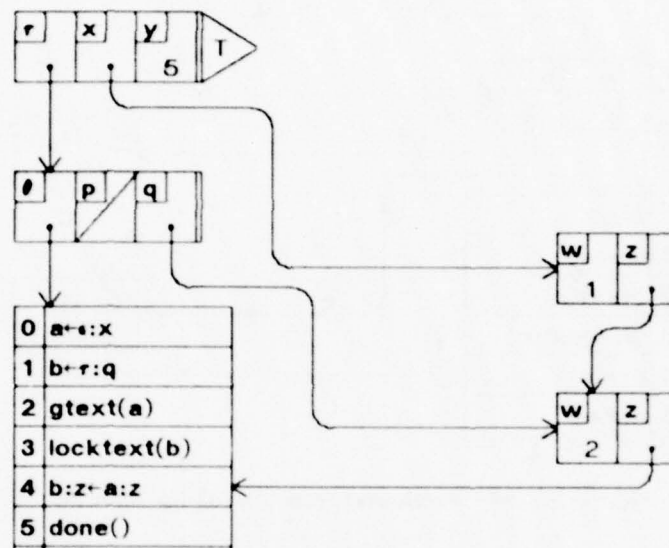 τ x y T
5
θ p q
w z
1
0 a←ε:x
1 b←τ:q
2 gtext(a)
w z
3 locktext(b)
2
4 b:z←a:z
5 done()